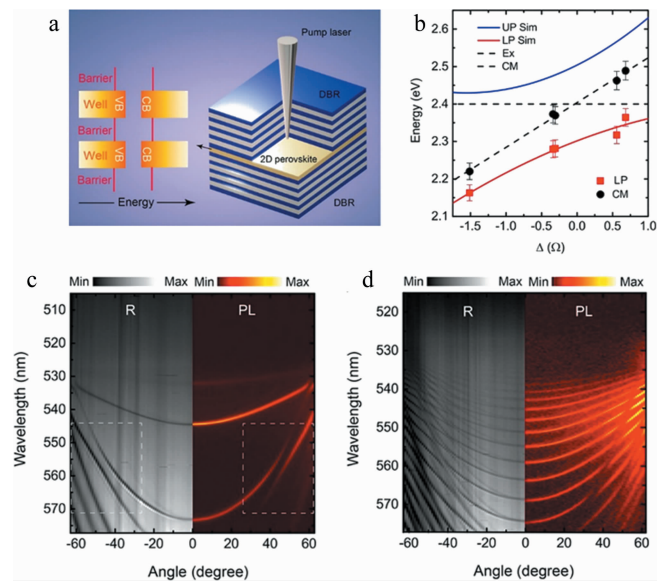 a
Pump laser
Barrier
Well VB CB
Barrier
Well VB CB
Barrier
Energy
DBR
2D perovskite
DBR
b
Energy (eV)
2.6
2.5
2.4
2.3
2.2
2.1
UP Sim
LP Sim
Ex
CM
LP
CM
-1.5 -1.0 -0.5 0.0 0.5 1.0
Δ (Ω)
c
Min Max Min Max
R PL
Wavelength (nm)
510
520
530
540
550
560
570
-60 -40 -20 0 20 40 60
Angle (degree)
d
Min Max Min Max
R PL
Wavelength (nm)
520
530
540
550
560
570
-60 -40 -20 0 20 40 60
Angle (degree)